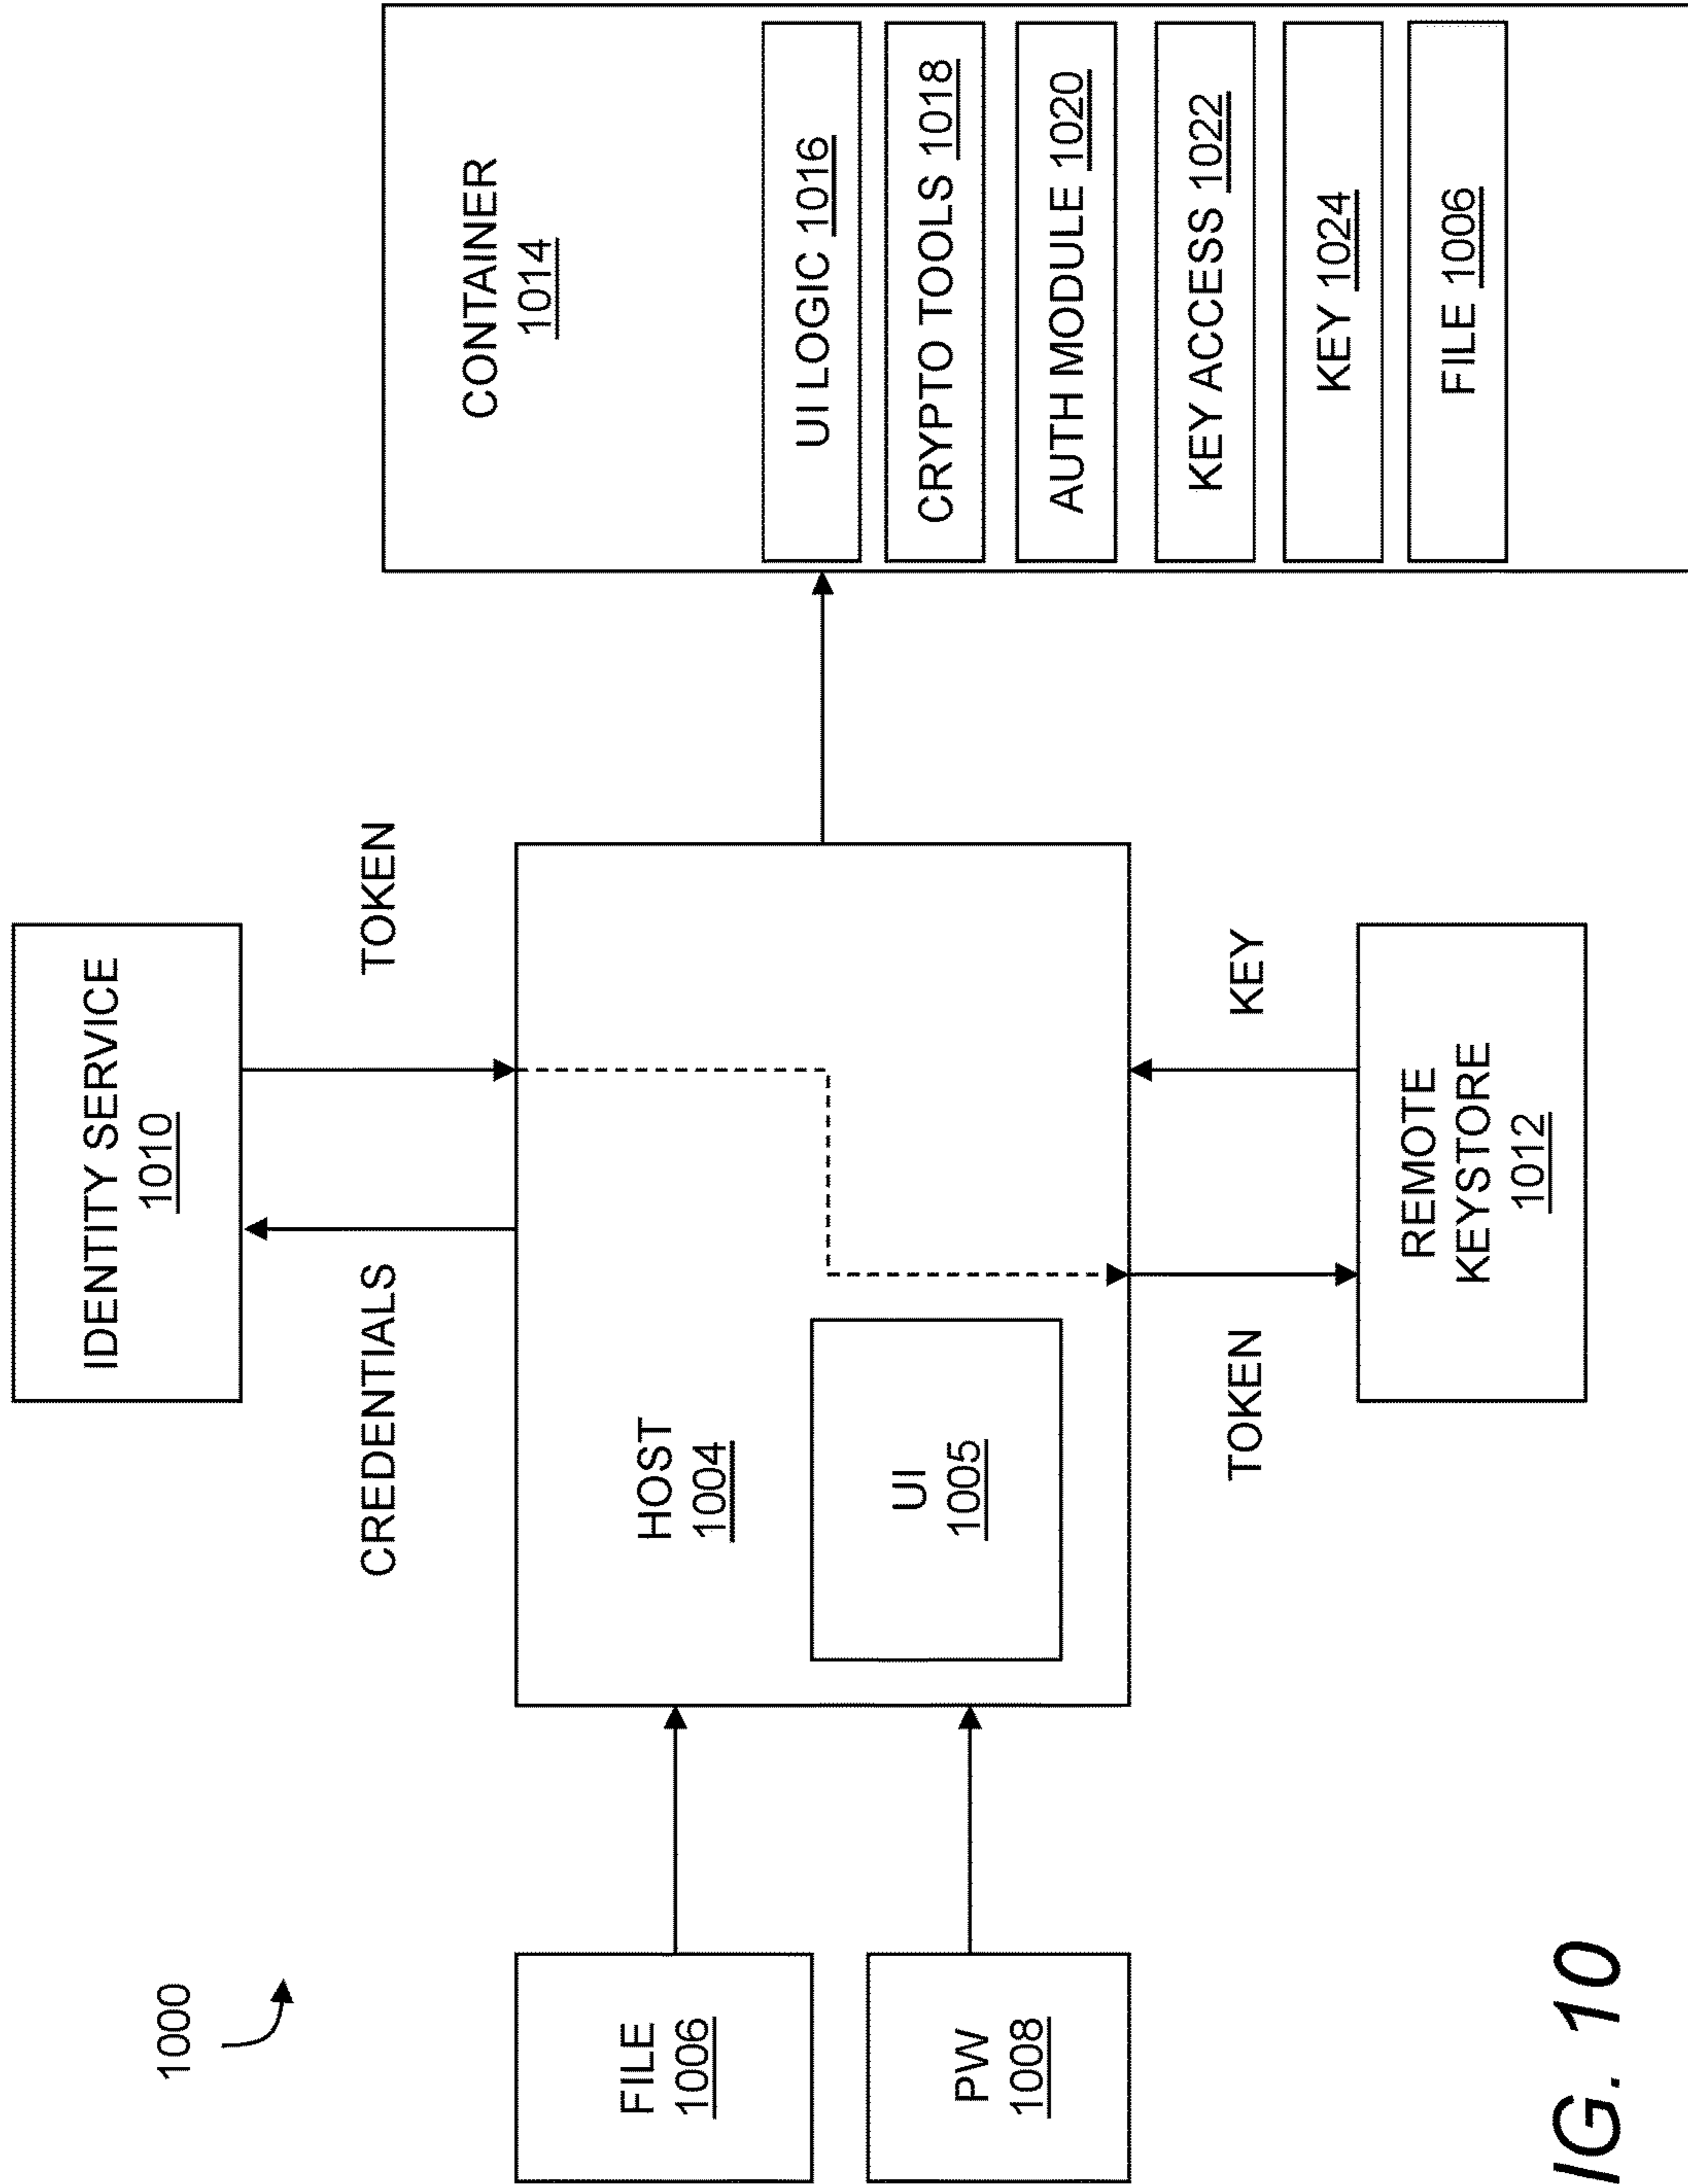 1000
IDENTITY SERVICE
1010
CREDENTIALS
TOKEN
FILE
1006
PW
1008
HOST
1004
UI
1005
TOKEN
KEY
REMOTE
KEYSTORE
1012
CONTAINER
1014
UI LOGIC 1016
CRYPTO TOOLS 1018
AUTH MODULE 1020
KEY ACCESS 1022
KEY 1024
FILE 1006
IG. 10